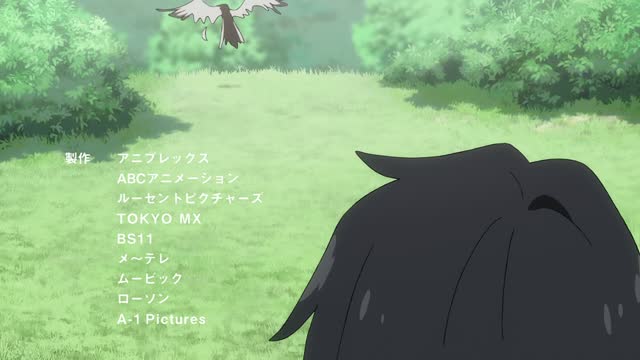 製作 アニプレックス
ABCアニメーション
ルーセントピクチャーズ
TOKYO MX
BS11
メ〜テレ
ムービック
ローソン
A-1 Pictures